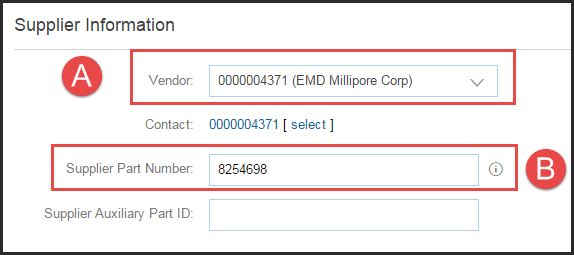 Supplier Information
A
Vendor: 0000004371 (EMD Millipore Corp)
Contact: 0000004371 [ select ]
Supplier Part Number: 8254698
B
Supplier Auxiliary Part ID: